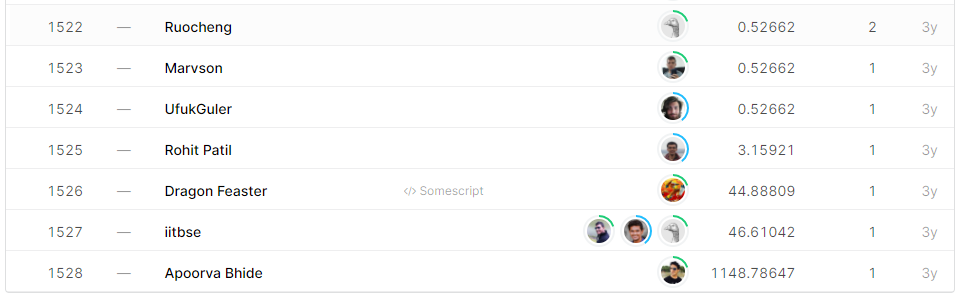 1522 — Ruocheng 0.52662 2 3y
1523 — Marvson 0.52662 1 3y
1524 — UfukGuler 0.52662 1 3y
1525 — Rohit Patil 3.15921 1 3y
1526 — Dragon Feaster </> Somescript 44.88809 1 3y
1527 — iitbse 46.61042 1 3y
1528 — Apoorva Bhide 1148.78647 1 3y